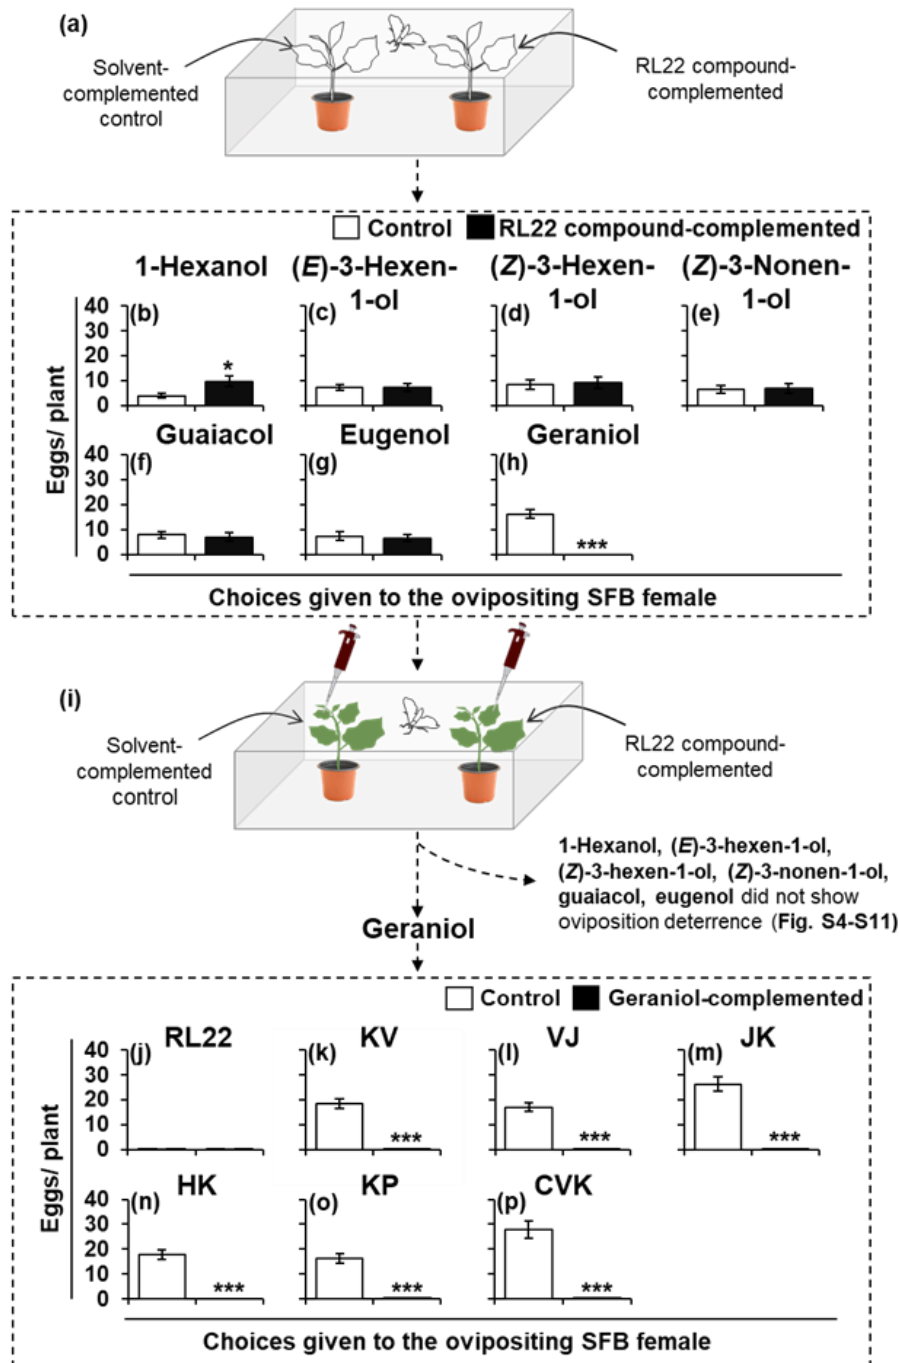 (a)
Solvent-
complemented
control
RL22 compound-
complemented
Control RL22 compound-complemented
1-Hexanol
(E)-3-Hexen-
1-ol
(Z)-3-Hexen-
1-ol
(Z)-3-Nonen-
1-ol
Eggs/ plant
40
30
20
10
0
(b)
*
(c)
(d)
(e)
Guaiacol
Eugenol
Geraniol
40
30
20
10
0
(f)
(g)
(h)
***
Choices given to the ovipositing SFB female
(i)
Solvent-
complemented
control
RL22 compound-
complemented
1-Hexanol, (E)-3-hexen-1-ol,
(Z)-3-hexen-1-ol, (Z)-3-nonen-1-ol,
guaiacol, eugenol did not show
oviposition deterrence (Fig. S4-S11)
Geraniol
Control Geraniol-complemented
RL22
KV
VJ
JK
Eggs/ plant
40
30
20
10
0
(j)
(k)
***
(l)
***
(m)
***
HK
KP
CVK
40
30
20
10
0
(n)
***
(o)
***
(p)
***
Choices given to the ovipositing SFB female